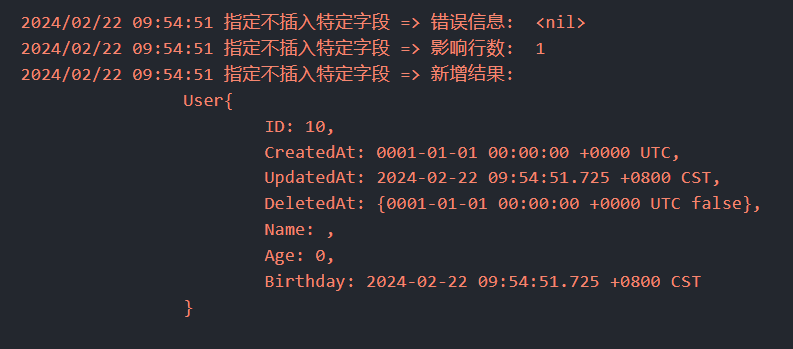 2024/02/22 09:54:51 指定不插入特定字段 => 错误信息: <nil>
2024/02/22 09:54:51 指定不插入特定字段 => 影响行数: 1
2024/02/22 09:54:51 指定不插入特定字段 => 新增结果:
User{
ID: 10,
CreatedAt: 0001-01-01 00:00:00 +0000 UTC,
UpdatedAt: 2024-02-22 09:54:51.725 +0800 CST,
DeletedAt: {0001-01-01 00:00:00 +0000 UTC false},
Name: ,
Age: 0,
Birthday: 2024-02-22 09:54:51.725 +0800 CST
}